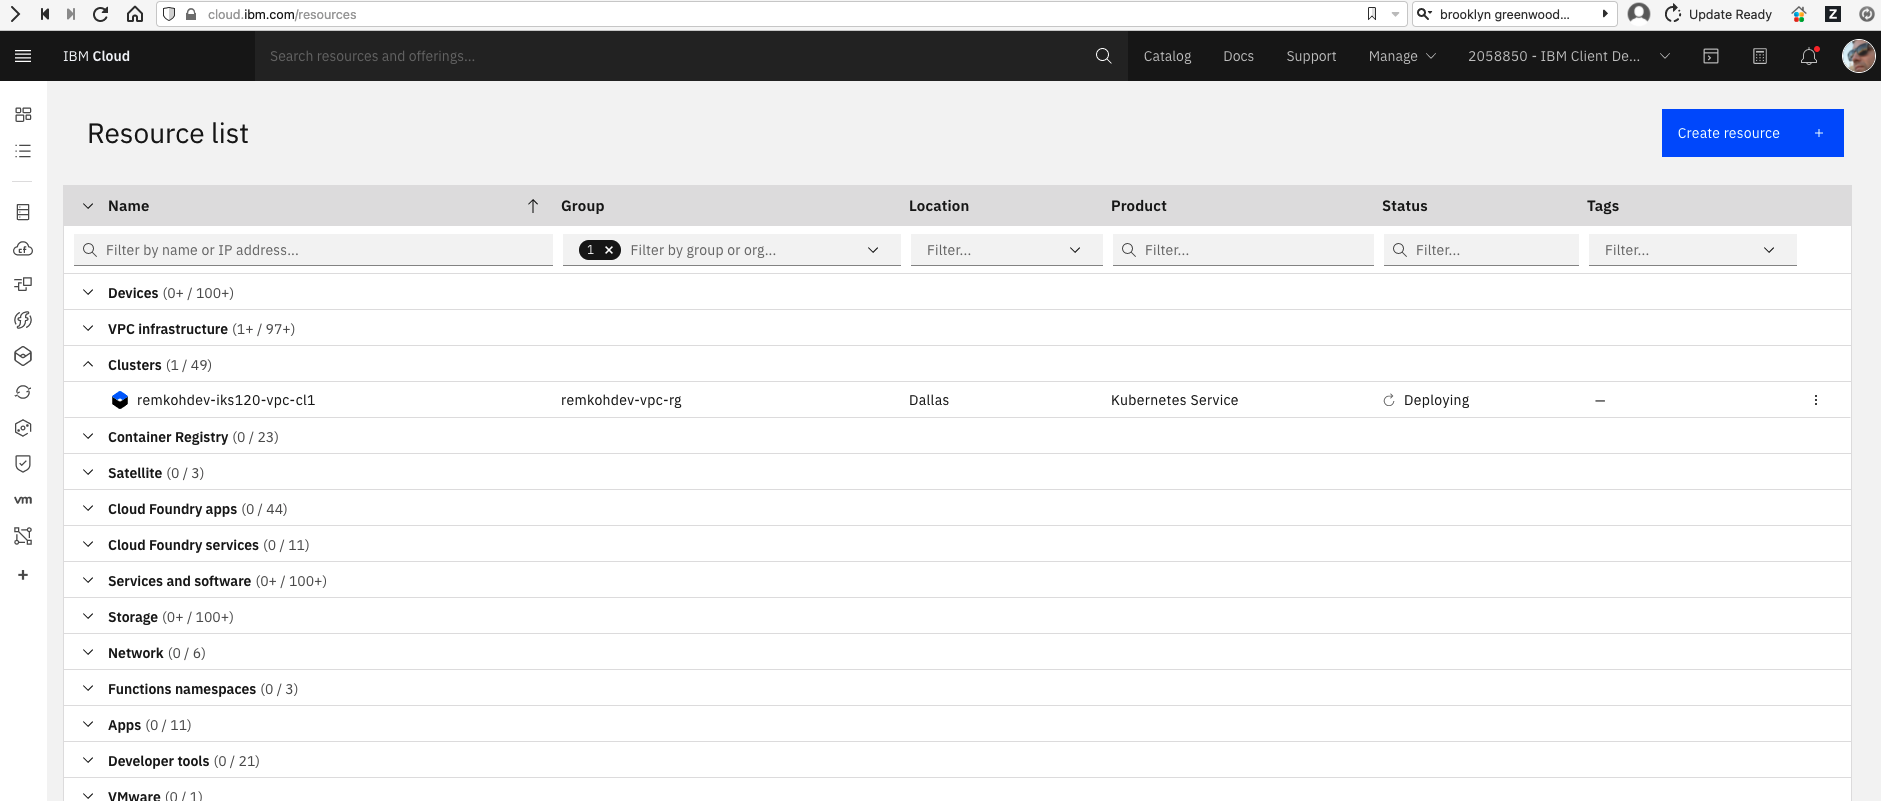 cloud.ibm.com/resources
brooklyn greenwood...
Update Ready
Z
IBM Cloud
Search resources and offerings...
Catalog
Docs
Support
Manage
2058850 - IBM Client De...
Resource list
Create resource +
Name
Group
Location
Product
Status
Tags
Filter by name or IP address...
1
Filter by group or org...
Filter...
Filter...
Filter...
Filter...
Devices (0+ / 100+)
VPC infrastructure (1+ / 97+)
Clusters (1 / 49)
remkohdev-iks120-vpc-cl1
remkohdev-vpc-rg
Dallas
Kubernetes Service
Deploying
–
Container Registry (0 / 23)
Satellite (0 / 3)
vm
Cloud Foundry apps (0 / 44)
Cloud Foundry services (0 / 11)
Services and software (0+ / 100+)
Storage (0+ / 100+)
Network (0 / 6)
Functions namespaces (0 / 3)
Apps (0 / 11)
Developer tools (0 / 21)
VMware (0 / 1)